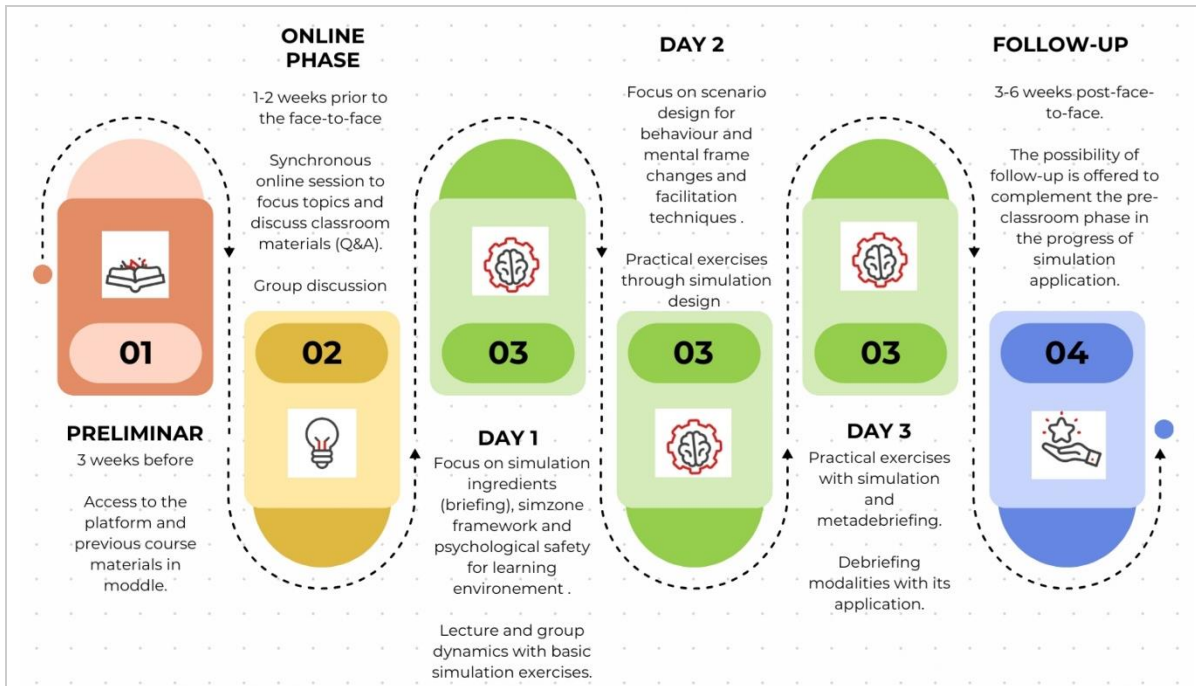 01
PRELIMINAR
3 weeks before
Access to the
platform and
previous course
materials in
moddle.
ONLINE
PHASE
1-2 weeks prior to
the face-to-face
Synchronous
online session to
focus topics and
discuss classroom
materials (Q&A).
Group discussion
02
03
DAY 1
Focus on simulation
ingredients
(briefing), simzone
framework and
psychological safety
for learning
environement .
Lecture and group
dynamics with basic
simulation exercises.
DAY 2
Focus on scenario
design for
behaviour and
mental frame
changes and
facilitation
techniques .
Practical exercises
through simulation
design
03
03
DAY 3
Practical exercises
with simulation
and
metadebriefing.
Debriefing
modalities with its
application.
FOLLOW-UP
3-6 weeks post-face-
to-face.
The possibility of
follow-up is offered to
complement the pre-
classroom phase in
the progress of
simulation
application.
04